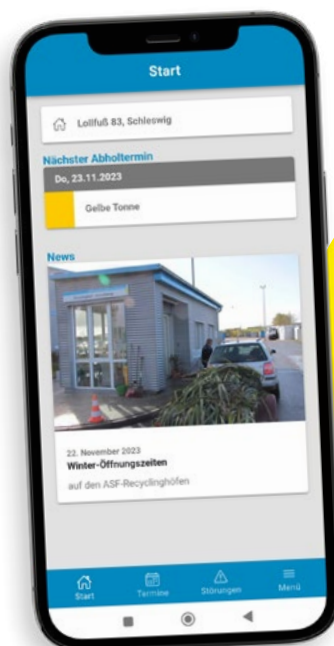 Start
Lollfuß 83, Schleswig
Nächster Abholtermin
Do, 23.11.2023
Gelbe Tonne
News
22. November 2023
Winter-Öffnungszeiten
auf den ASF-Recyclinghöfen
Start
Termine
Störungen
Menü